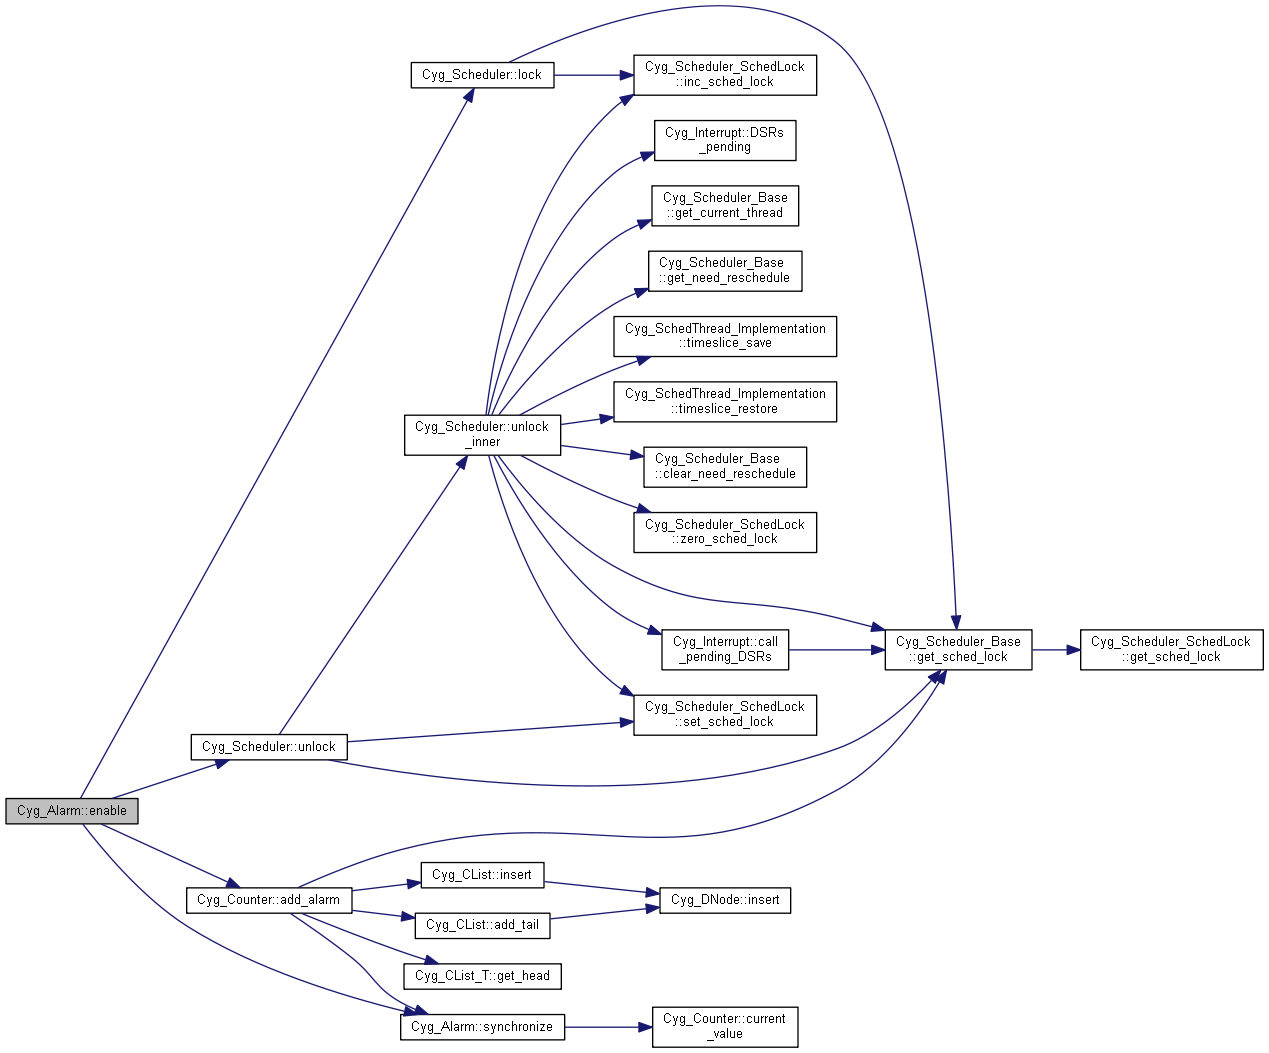 Cyg_Scheduler::lock
Cyg_Scheduler_SchedLock
::inc_sched_lock
Cyg_Interrupt::DSRs
_pending
Cyg_Scheduler_Base
::get_current_thread
Cyg_Scheduler_Base
::get_need_reschedule
Cyg_SchedThread_Implementation
::timeslice_save
Cyg_SchedThread_Implementation
::timeslice_restore
Cyg_Scheduler::unlock
_inner
Cyg_Scheduler_Base
::clear_need_reschedule
Cyg_Scheduler_SchedLock
::zero_sched_lock
Cyg_Interrupt::call
_pending_DSRs
Cyg_Scheduler_Base
::get_sched_lock
Cyg_Scheduler_SchedLock
::get_sched_lock
Cyg_Scheduler_SchedLock
::set_sched_lock
Cyg_Scheduler::unlock
Cyg_Alarm::enable
Cyg_Counter::add_alarm
Cyg_CList::insert
Cyg_DNode::insert
Cyg_CList::add_tail
Cyg_CList_T::get_head
Cyg_Alarm::synchronize
Cyg_Counter::current
_value